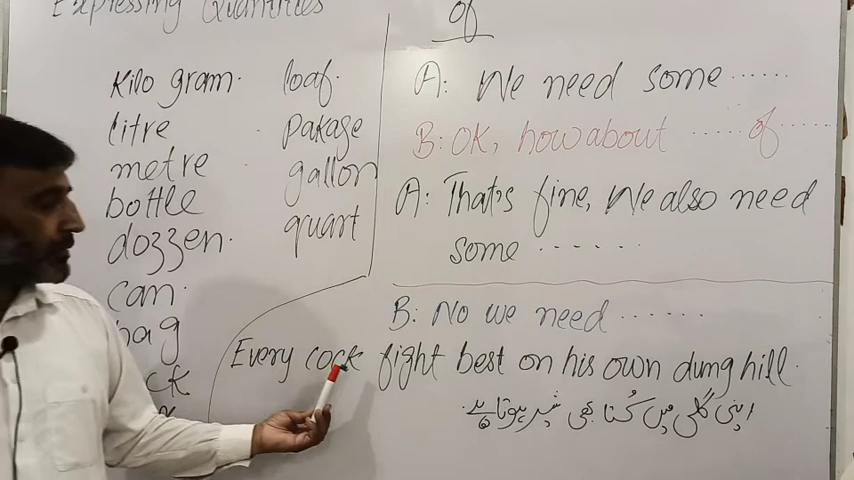 Expressing Quantities
Kilo gram. loaf.
litre pakage
metre gallon
bottle quart
dozzen.
can.
bag
of
A: We need some ......
B: OK, how about ..... of .....
A: That's fine, We also need
some .......
B: No we need .......
Every cock fight best on his own dung hill.
اپنی گلی میں کُتا بھی شیر ہوتا ہے۔